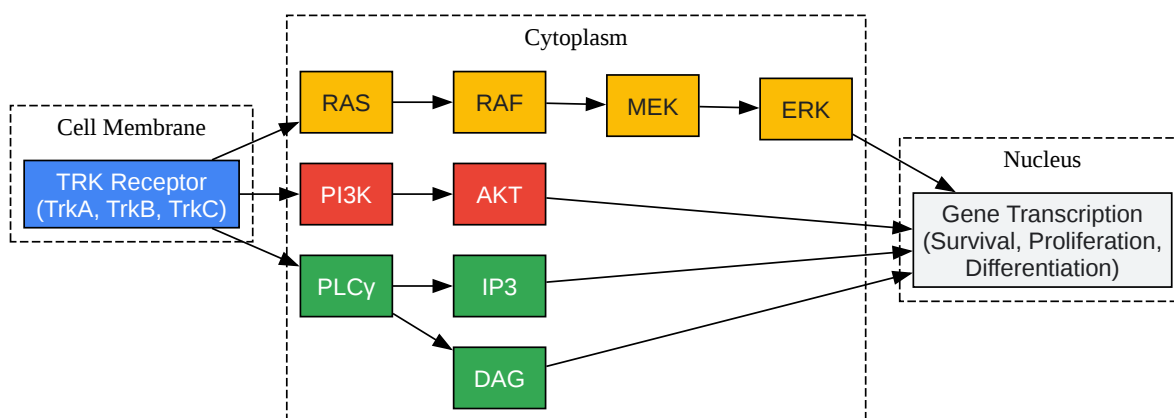 Cytoplasm
RAS
RAF
MEK
ERK
Cell Membrane
TRK Receptor
(TrkA, TrkB, TrkC)
PI3K
AKT
PLCγ
IP3
DAG
Nucleus
Gene Transcription
(Survival, Proliferation,
Differentiation)